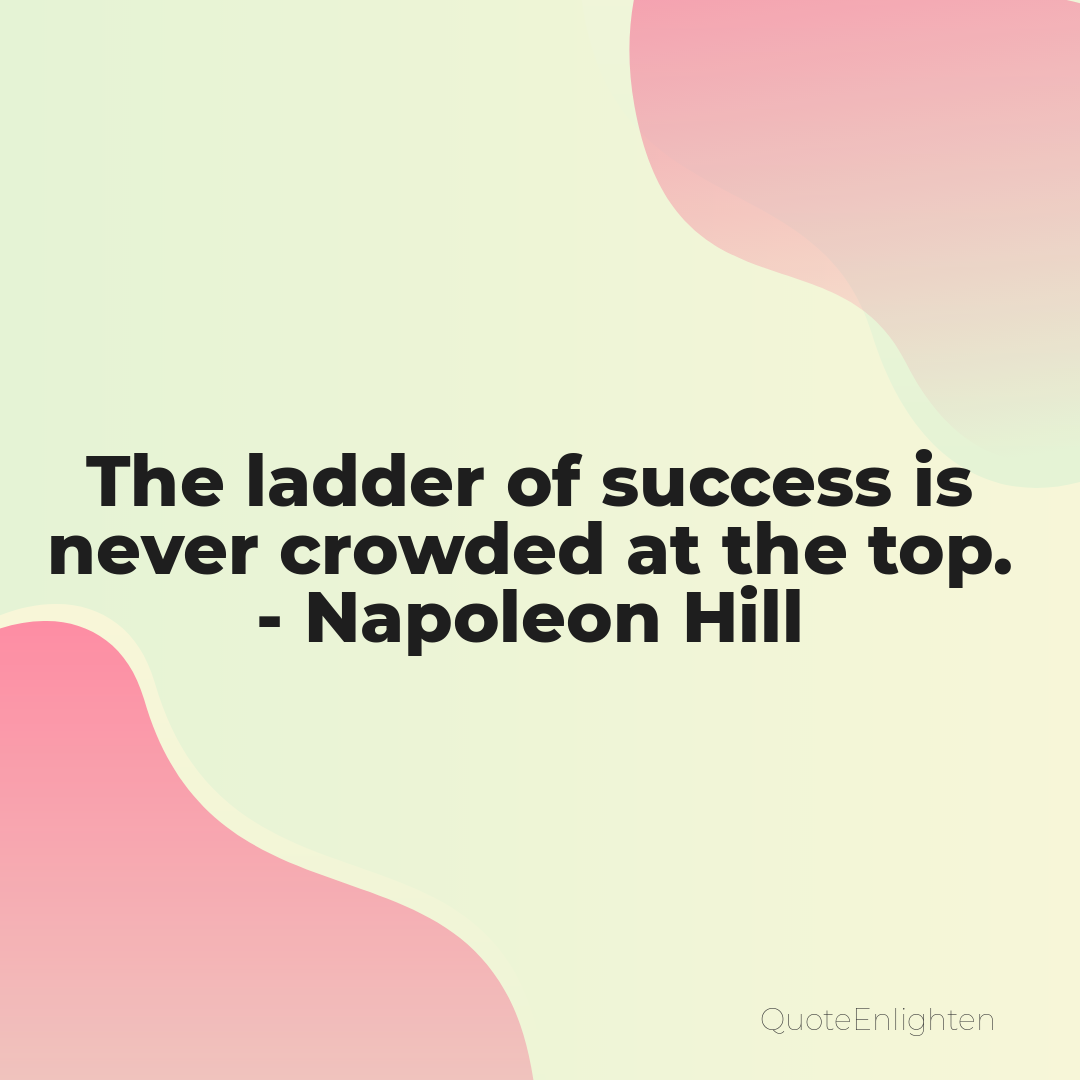 The ladder of success is
never crowded at the top.
- Napoleon Hill
QuoteEnlighten